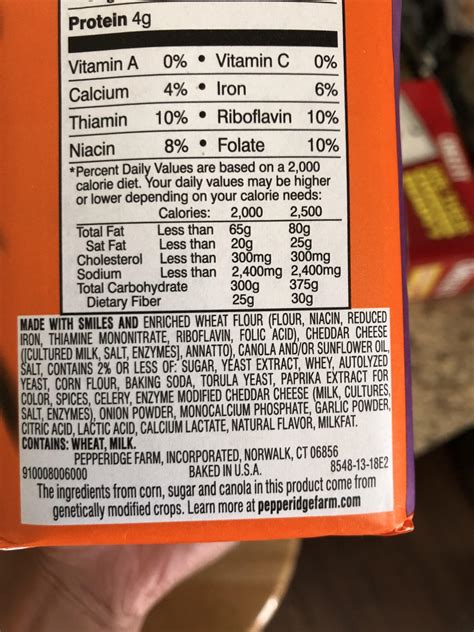 Protein 4g
Vitamin A 0% • Vitamin C 0%
Calcium 4% • Iron 6%
Thiamin 10% • Riboflavin 10%
Niacin 8% • Folate 10%
*Percent Daily Values are based on a 2,000
calorie diet. Your daily values may be higher
or lower depending on your calorie needs:
Calories: 2,000 2,500
Total Fat Less than 65g 80g
Sat Fat Less than 20g 25g
Cholesterol Less than 300mg 300mg
Sodium Less than 2,400mg 2,400mg
Total Carbohydrate 300g 375g
Dietary Fiber 25g 30g
MADE WITH SMILES AND ENRICHED WHEAT FLOUR (FLOUR, NIACIN, REDUCED
IRON, THIAMINE MONONITRATE, RIBOFLAVIN, FOLIC ACID), CHEDDAR CHEESE
([CULTURED MILK, SALT, ENZYMES], ANNATTO), CANOLA AND/OR SUNFLOWER OIL,
SALT, CONTAINS 2% OR LESS OF: SUGAR, YEAST EXTRACT, WHEY, AUTOLYZED
YEAST, CORN FLOUR, BAKING SODA, TORULA YEAST, PAPRIKA EXTRACT FOR
COLOR, SPICES, CELERY, ENZYME MODIFIED CHEDDAR CHEESE (MILK, CULTURES,
SALT, ENZYMES), ONION POWDER, MONOCALCIUM PHOSPHATE, GARLIC POWDER,
CITRIC ACID, LACTIC ACID, CALCIUM LACTATE, NATURAL FLAVOR, MILKFAT.
CONTAINS: WHEAT, MILK.
PEPPERIDGE FARM, INCORPORATED, NORWALK, CT 06856
910008006000 BAKED IN U.S.A. 8548-13-18E2
The ingredients from corn, sugar and canola in this product come from
genetically modified crops. Learn more at pepperidgefarm.com